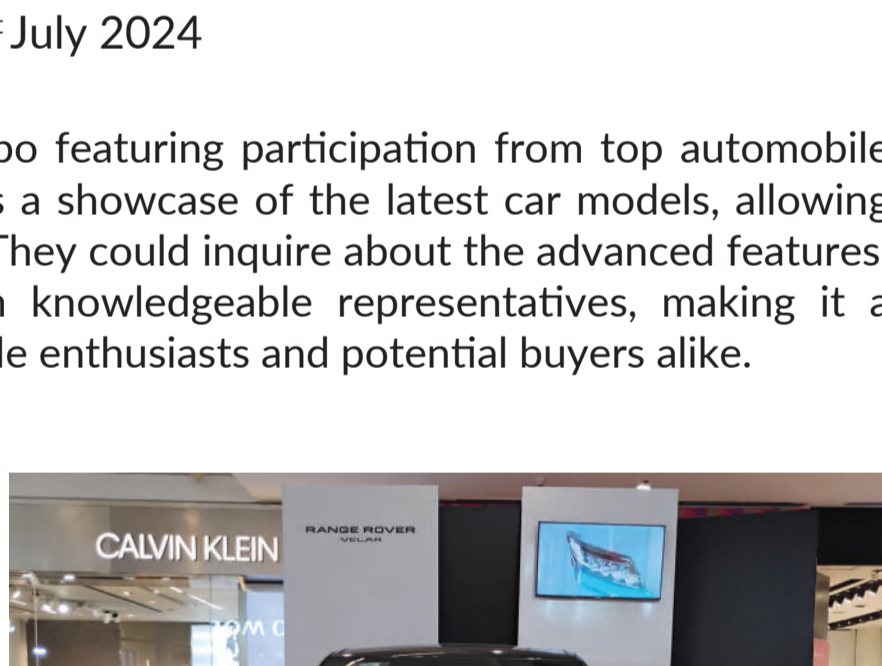 July 2024
featuring participation from top automobile
a showcase of the latest car models, allowing
They could inquire about the advanced features
knowledgeable representatives, making it a
enthusiasts and potential buyers alike.
CALVIN KLEIN
RANGE ROVER
VELAR